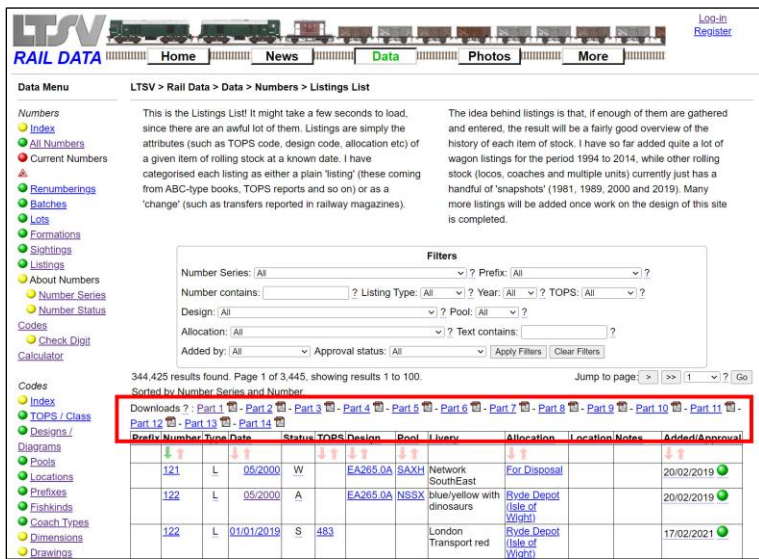 LTSV
RAIL DATA
Home
News
Data
Photos
More
Log-in
Register
Data Menu
Numbers
Index
All Numbers
Current Numbers
Renumberings
Batches
Lots
Formations
Sightings
Listings
About Numbers
Number Series
Number Status
Codes
Check Digit
Calculator
Codes
Index
TOPS / Class
Designs /
Diagrams
Pools
Locations
Prefixes
Fishkinds
Coach Types
Dimensions
Drawings
LTSV > Rail Data > Data > Numbers > Listings List
This is the Listings List! It might take a few seconds to load,
since there are an awful lot of them. Listings are simply the
attributes (such as TOPS code, design code, allocation etc) of
a given item of rolling stock at a known date. I have
categorised each listing as either a plain 'listing' (these coming
from ABC-type books, TOPS reports and so on) or as a
'change' (such as transfers reported in railway magazines).
The idea behind listings is that, if enough of them are gathered
and entered, the result will be a fairly good overview of the
history of each item of stock. I have so far added quite a lot of
wagon listings for the period 1994 to 2014, while other rolling
stock (locos, coaches and multiple units) currently just has a
handful of 'snapshots' (1981, 1989, 2000 and 2019). Many
more listings will be added once work on the design of this site
is completed.
Filters
Number Series: All ? Prefix: All ?
Number contains: ? Listing Type: All ? Year: All ? TOPS: All ?
Design: All ? Pool: All ?
Allocation: All ? Text contains: ?
Added by: All Approval status: All Apply Filters Clear Filters
344,425 results found. Page 1 of 3,445, showing results 1 to 100. Jump to page: > >> 1 ? Go
Sorted by Number Series and Number.
Downloads ? : Part 1 - Part 2 - Part 3 - Part 4 - Part 5 - Part 6 - Part 7 - Part 8 - Part 9 - Part 10 - Part 11 -
Part 12 - Part 13 - Part 14
Prefix Number Type Date Status TOPS Design Pool Livery Allocation Location Notes Added/Approval
121 L 05/2000 W EA265.0A SAXH Network SouthEast For Disposal 20/02/2019
122 L 05/2000 A EA265.0A NSSX blue/yellow with dinosaurs Ryde Depot (Isle of Wight) 20/02/2019
122 L 01/01/2019 S 483 London Transport red Ryde Depot (Isle of Wight) 17/02/2021